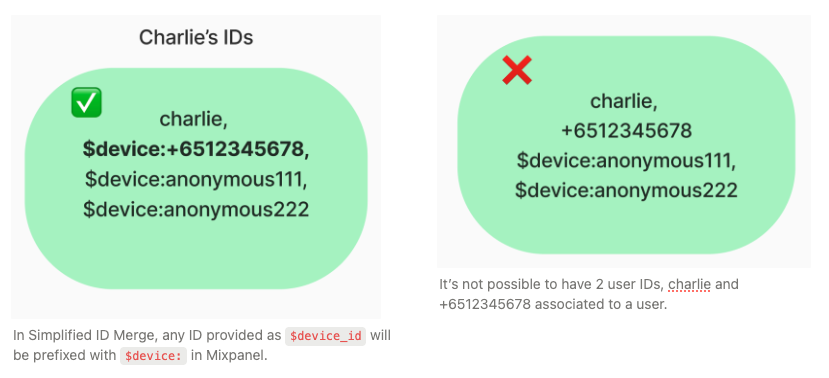 Charlie's IDs
charlie,
$device:+6512345678,
$device:anonymous111,
$device:anonymous222
In Simplified ID Merge, any ID provided as $device_id will
be prefixed with $device: in Mixpanel.
charlie,
+6512345678
$device:anonymous111,
$device:anonymous222
It's not possible to have 2 user IDs, charlie and
+6512345678 associated to a user.